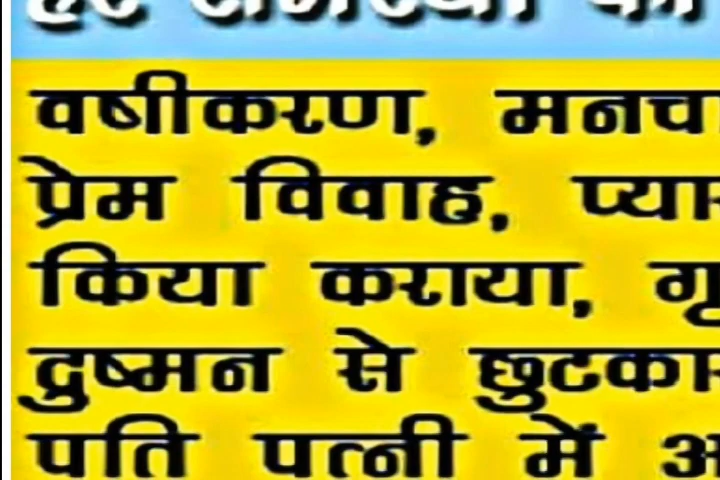 वषीकरण, मनच
प्रेम विवाह, प्या
किया कराया, गृ
दुष्मन से छुटका
पति पत्नी में अ